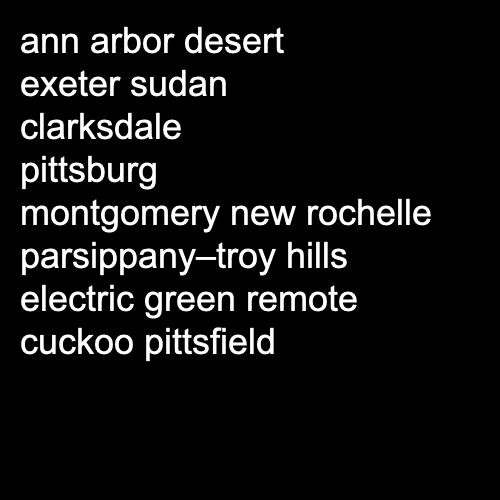 ann arbor desert
exeter sudan
clarksdale
pittsburg
montgomery new rochelle
parsippany–troy hills
electric green remote
cuckoo pittsfield